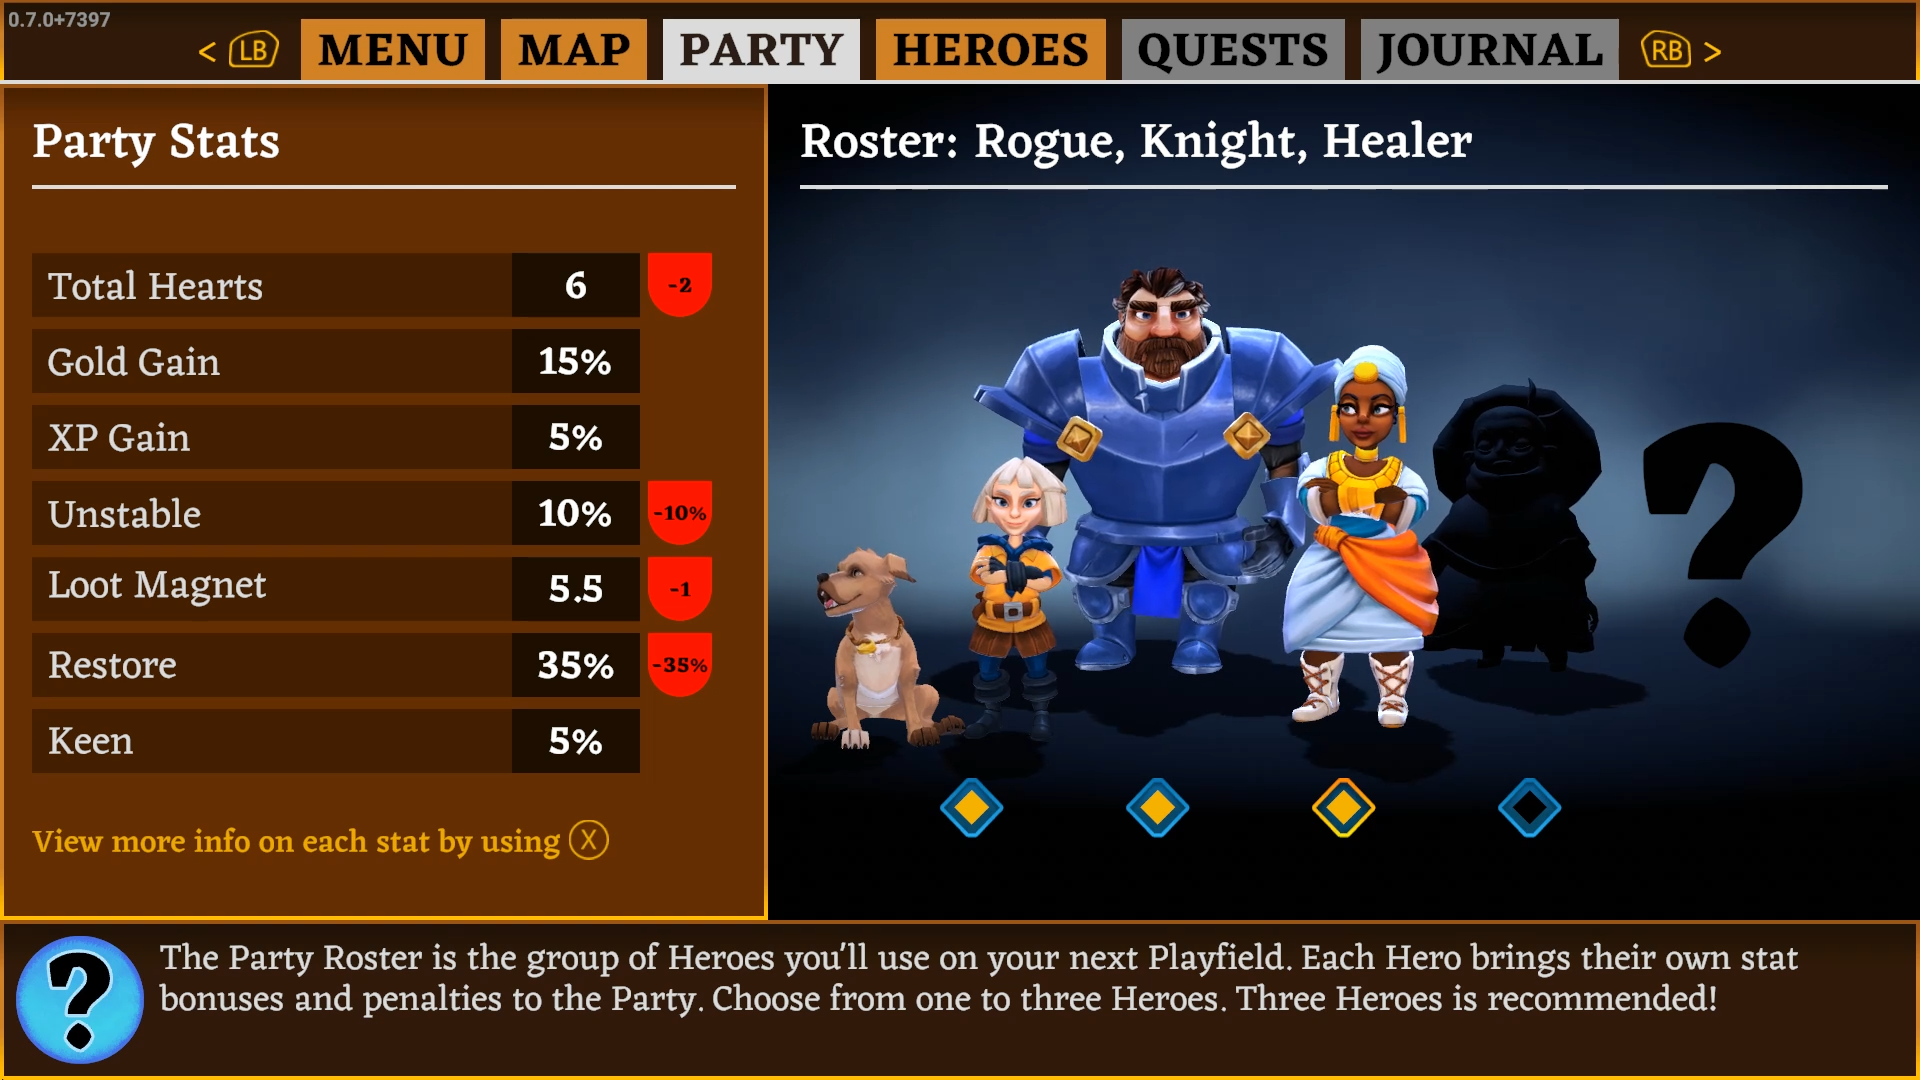 0.7.0+7397
< LB MENU MAP PARTY HEROES QUESTS JOURNAL RB >
Party Stats
Total Hearts 6 -2
Gold Gain 15%
XP Gain 5%
Unstable 10% -10%
Loot Magnet 5.5 -1
Restore 35% -35%
Keen 5%
View more info on each stat by using X
Roster: Rogue, Knight, Healer
?
? The Party Roster is the group of Heroes you'll use on your next Playfield. Each Hero brings their own stat
bonuses and penalties to the Party. Choose from one to three Heroes. Three Heroes is recommended!